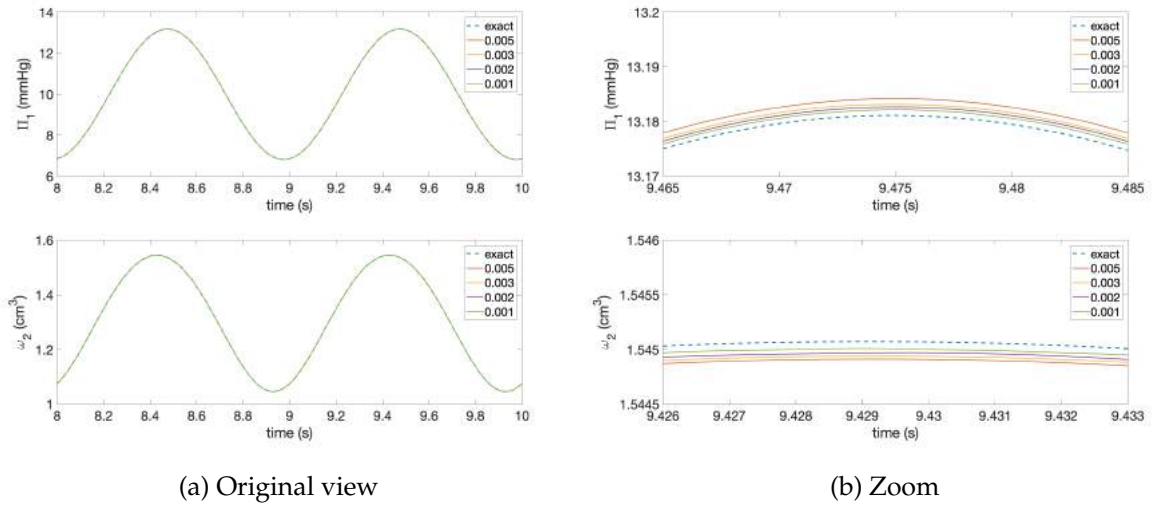 14
12
10
8
6
Π₁ (mmHg)
8 8.2 8.4 8.6 8.8 9 9.2 9.4 9.6 9.8 10
time (s)
exact
0.005
0.003
0.002
0.001
13.2
13.19
13.18
13.17
Π₁ (mmHg)
9.465 9.47 9.475 9.48 9.485
time (s)
exact
0.005
0.003
0.002
0.001
1.6
1.4
1.2
1
ω₂ (cm³)
8 8.2 8.4 8.6 8.8 9 9.2 9.4 9.6 9.8 10
time (s)
exact
0.005
0.003
0.002
0.001
1.546
1.5455
1.545
1.5445
ω₂ (cm³)
9.426 9.427 9.428 9.429 9.43 9.431 9.432 9.433
time (s)
exact
0.005
0.003
0.002
0.001
(a) Original view
(b) Zoom